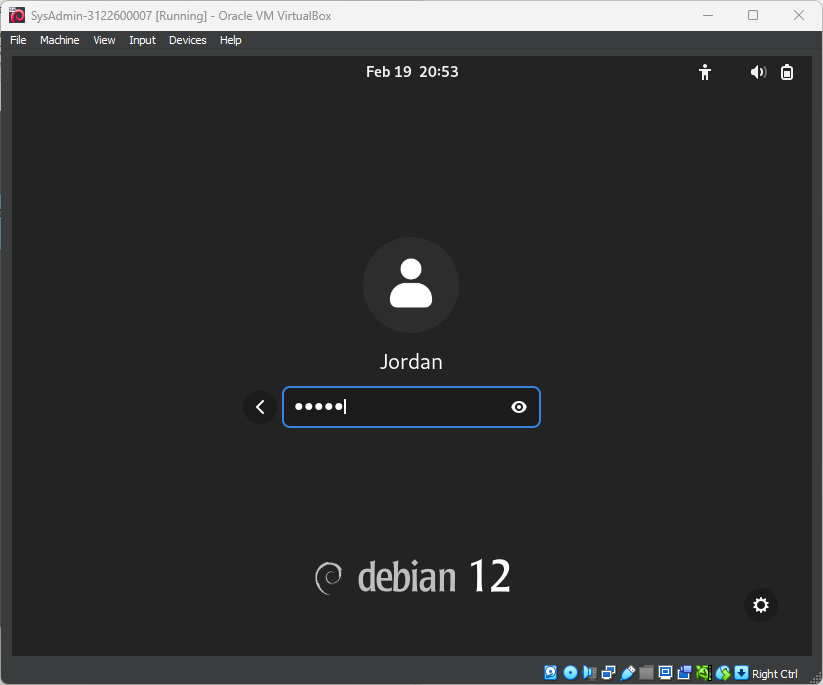 SysAdmin-3122600007 [Running] - Oracle VM VirtualBox
File Machine View Input Devices Help
Feb 19 20:53
Jordan
debian 12
Right Ctrl